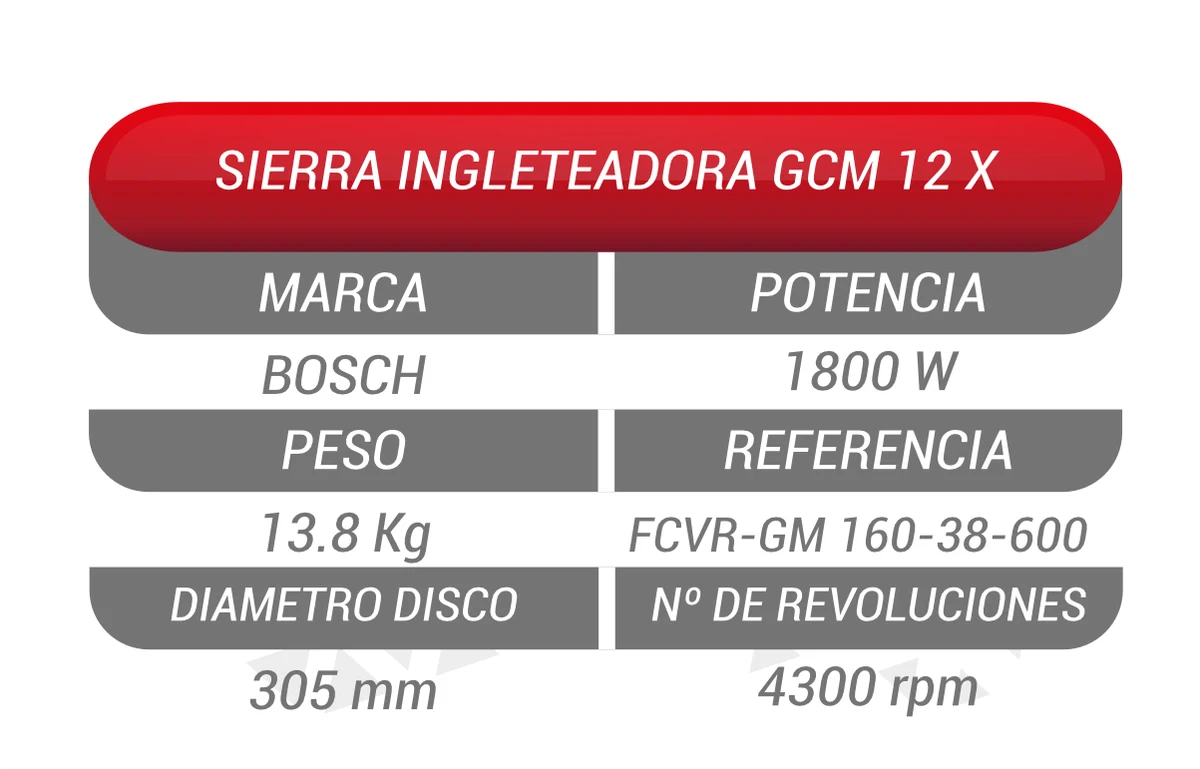 SIERRA INGLETEADORA GCM 12 X
MARCA
POTENCIA
BOSCH
1800 W
PESO
REFERENCIA
13.8 Kg
FCVR-GM 160-38-600
DIAMETRO DISCO
Nº DE REVOLUCIONES
305 mm
4300 rpm